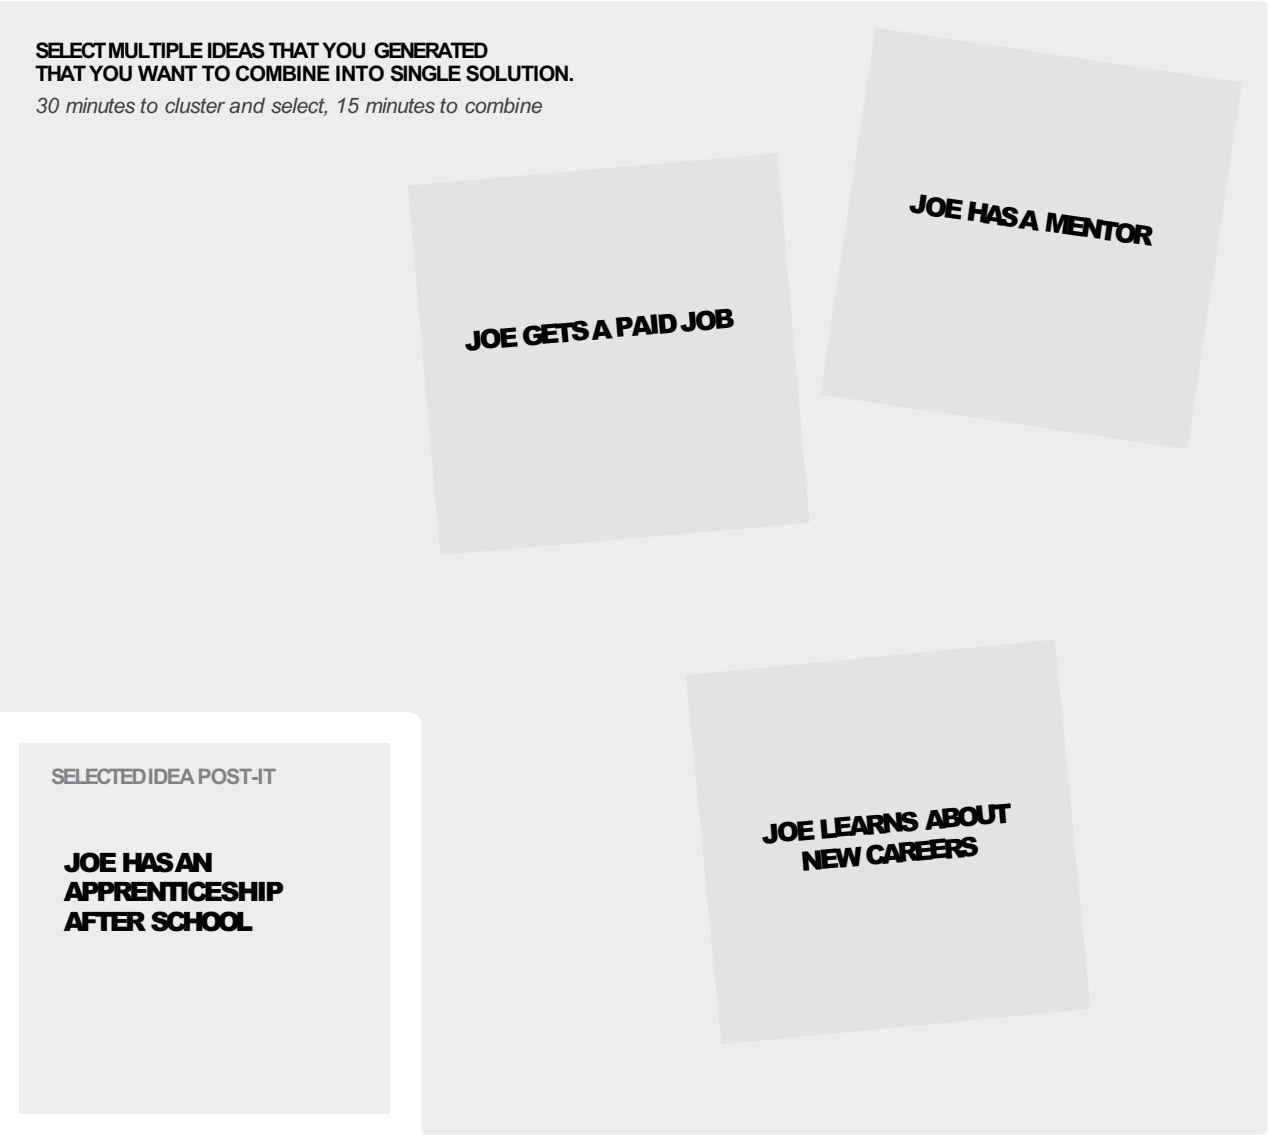 SELECT MULTIPLE IDEAS THAT YOU GENERATED
THAT YOU WANT TO COMBINE INTO SINGLE SOLUTION.
30 minutes to cluster and select, 15 minutes to combine
JOE HAS A MENTOR
JOE GETS A PAID JOB
JOE LEARNS ABOUT
NEW CAREERS
SELECTED IDEA POST-IT
JOE HAS AN
APPRENTICESHIP
AFTER SCHOOL